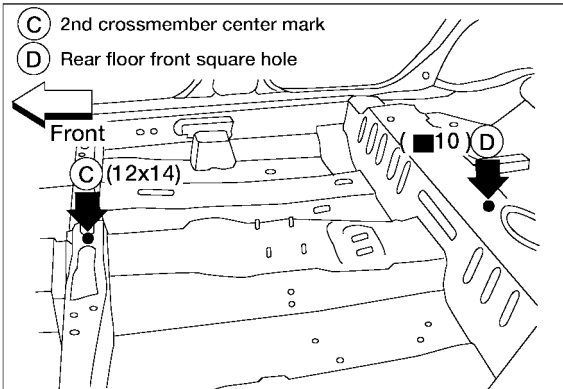 C 2nd crossmember center mark
D Rear floor front square hole
Front
C (12x14)
( ■10 ) D